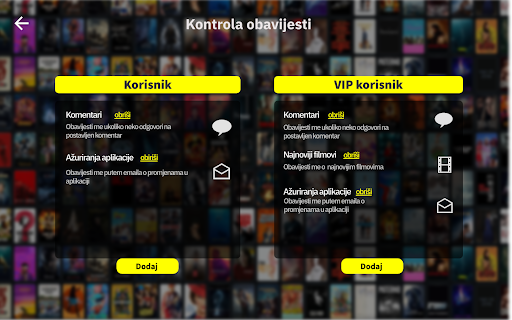 Kontrola obavijesti
Korisnik
Komentari obriši
Obavijesti me ukoliko neko odgovori na
postavljen komentar
Ažuriranja aplikacije obiriši
Obavijesti me putem emaila o promjenama u
aplikaciji
Dodaj
VIP korisnik
Komentari obriši
Obavijesti me ukoliko neko odgovori na
postavljen komentar
Najnoviji filmovi obriši
Obavijesti me o najnovijim filmovima
Ažuriranja aplikacije obriši
Obavijesti me putem emaila o
promjenama u aplikaciji
Dodaj